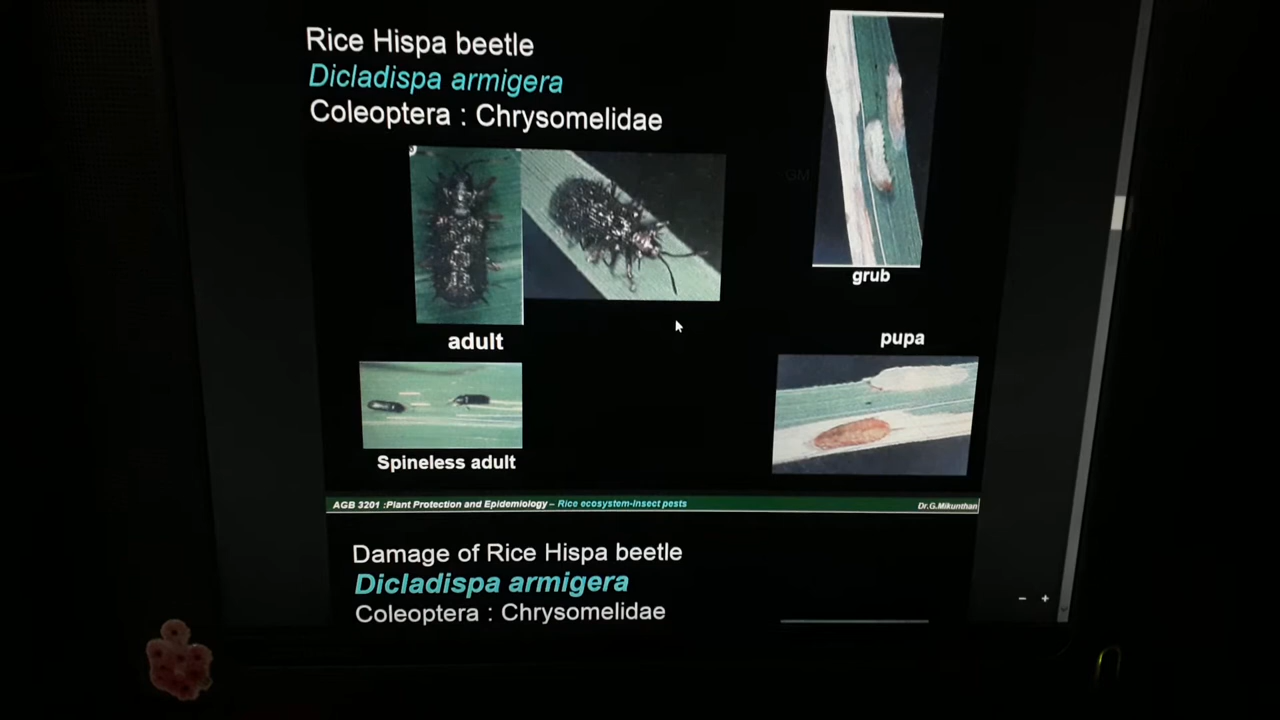 Rice Hispa beetle
Dicladispa armigera
Coleoptera : Chrysomelidae
GM
grub
adult
pupa
Spineless adult
AGB 3201 :Plant Protection and Epidemiology – Rice ecosystem-Insect pests
Dr.G.Mikunthan
Damage of Rice Hispa beetle
Dicladispa armigera
Coleoptera : Chrysomelidae